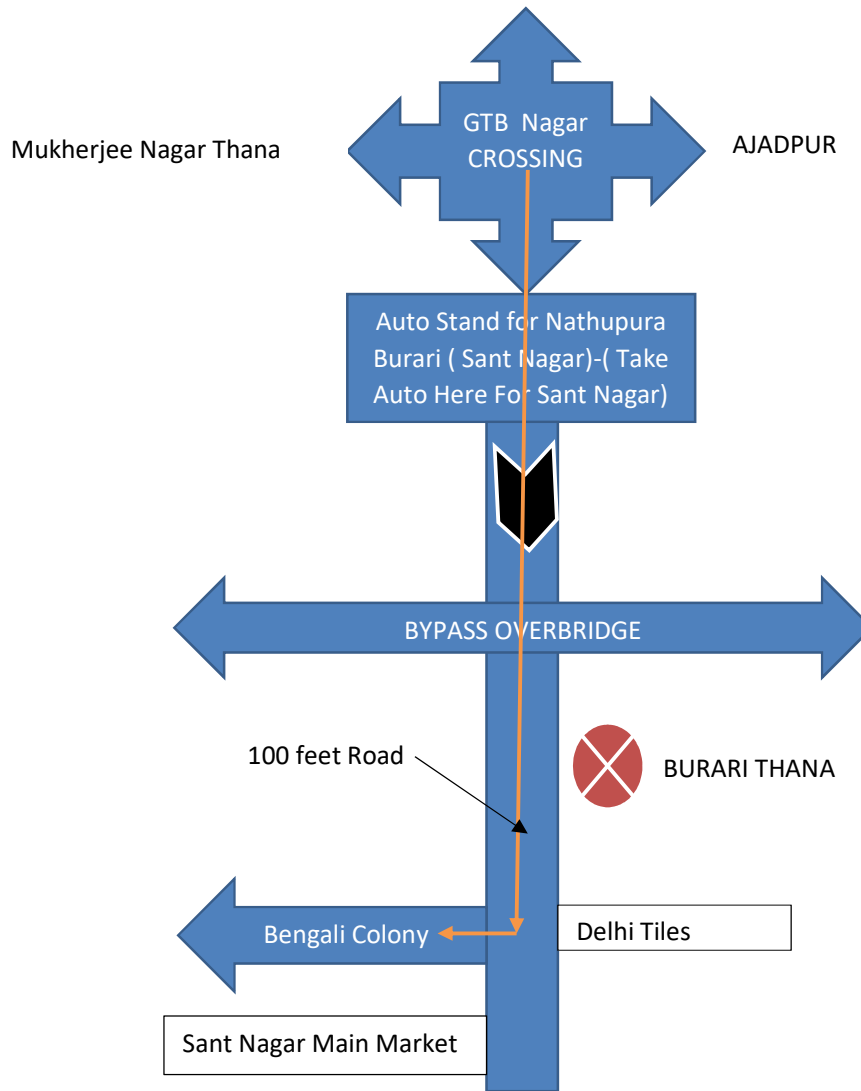 GTB  Nagar
CROSSING
Mukherjee Nagar Thana
AJADPUR
Auto Stand for Nathupura
Burari ( Sant Nagar)-( Take
Auto Here For Sant Nagar)
BYPASS OVERBRIDGE
100 feet Road
BURARI THANA
Bengali Colony
Delhi Tiles
Sant Nagar Main Market